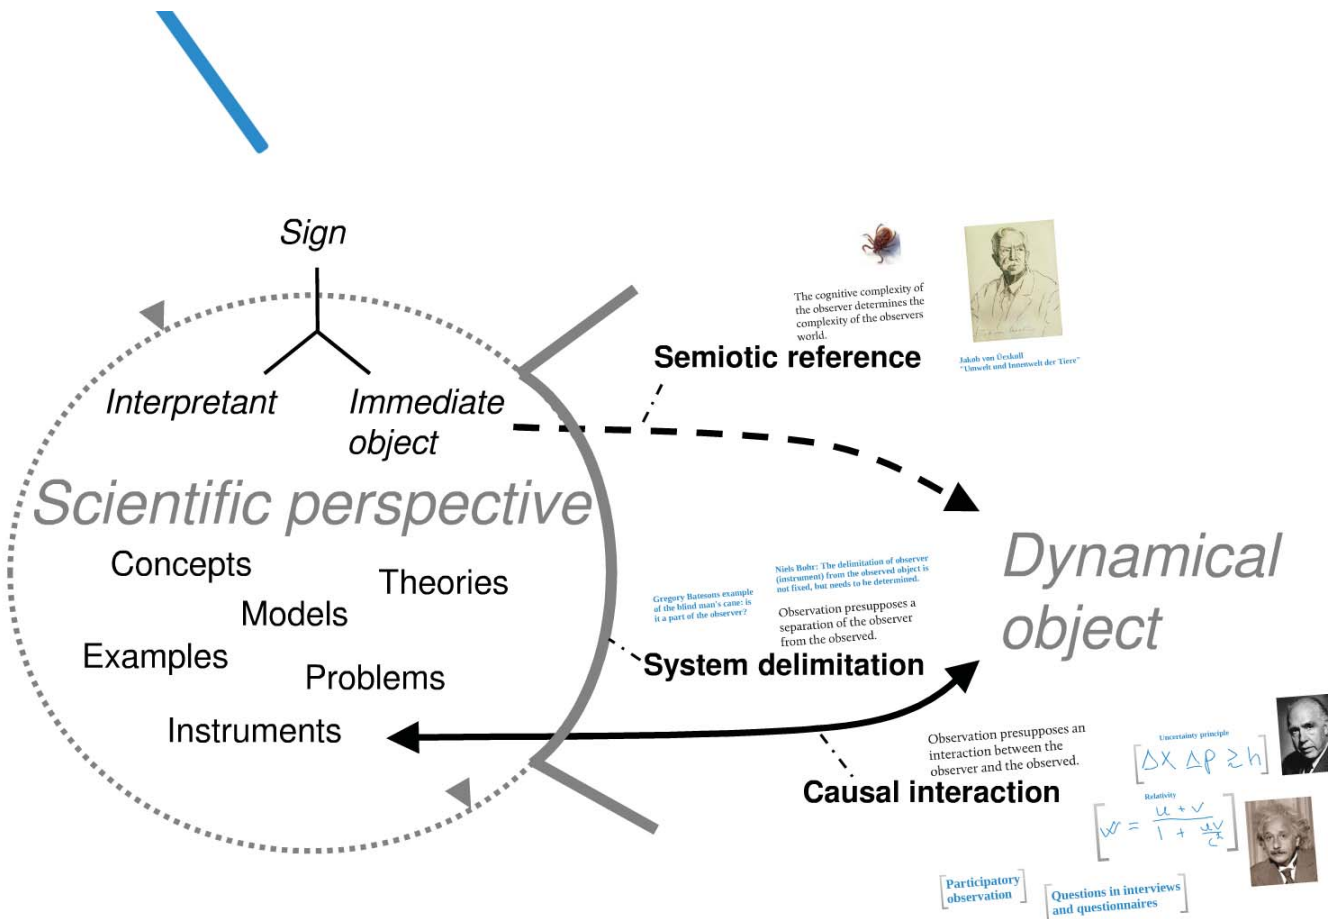 Sign
Interpretant
Immediate
object
Scientific perspective
Concepts
Theories
Models
Examples
Problems
Instruments
The cognitive complexity of
the observer determines the
complexity of the observers
world.
Semiotic reference
Jakob von Üexkull
"Umwelt und Innenwelt der Tiere"
Dynamical
object
Gregory Batesons example
of the blind man's cane: is
it a part of the observer?
Niels Bohr: The delimitation of observer
(instrument) from the observed object is
not fixed, but needs to be determined.
Observation presupposes a
separation of the observer
from the observed.
System delimitation
Observation presupposes an
interaction between the
observer and the observed.
Causal interaction
Uncertainty principle
[Δx Δp ≳ h]
Relativity
[w = u + v
1 + uv
c²]
[Participatory
observation]
[Questions in interviews
and questionnaires]